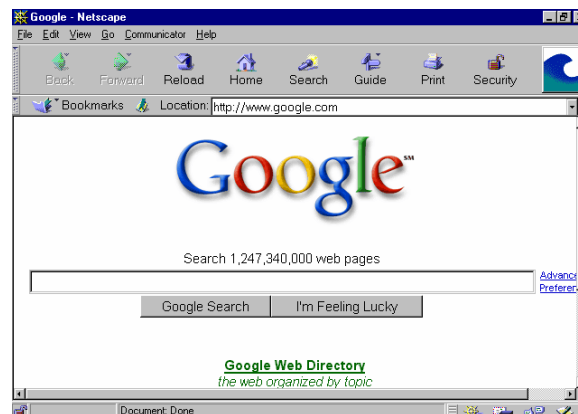 Google - Netscape
File Edit View Go Communicator Help
Back Forward Reload Home Search Guide Print Security
Bookmarks Location: http://www.google.com
Google SM
Search 1,247,340,000 web pages
Advance
Preferen
Google Search I'm Feeling Lucky
Google Web Directory
the web organized by topic
Document: Done